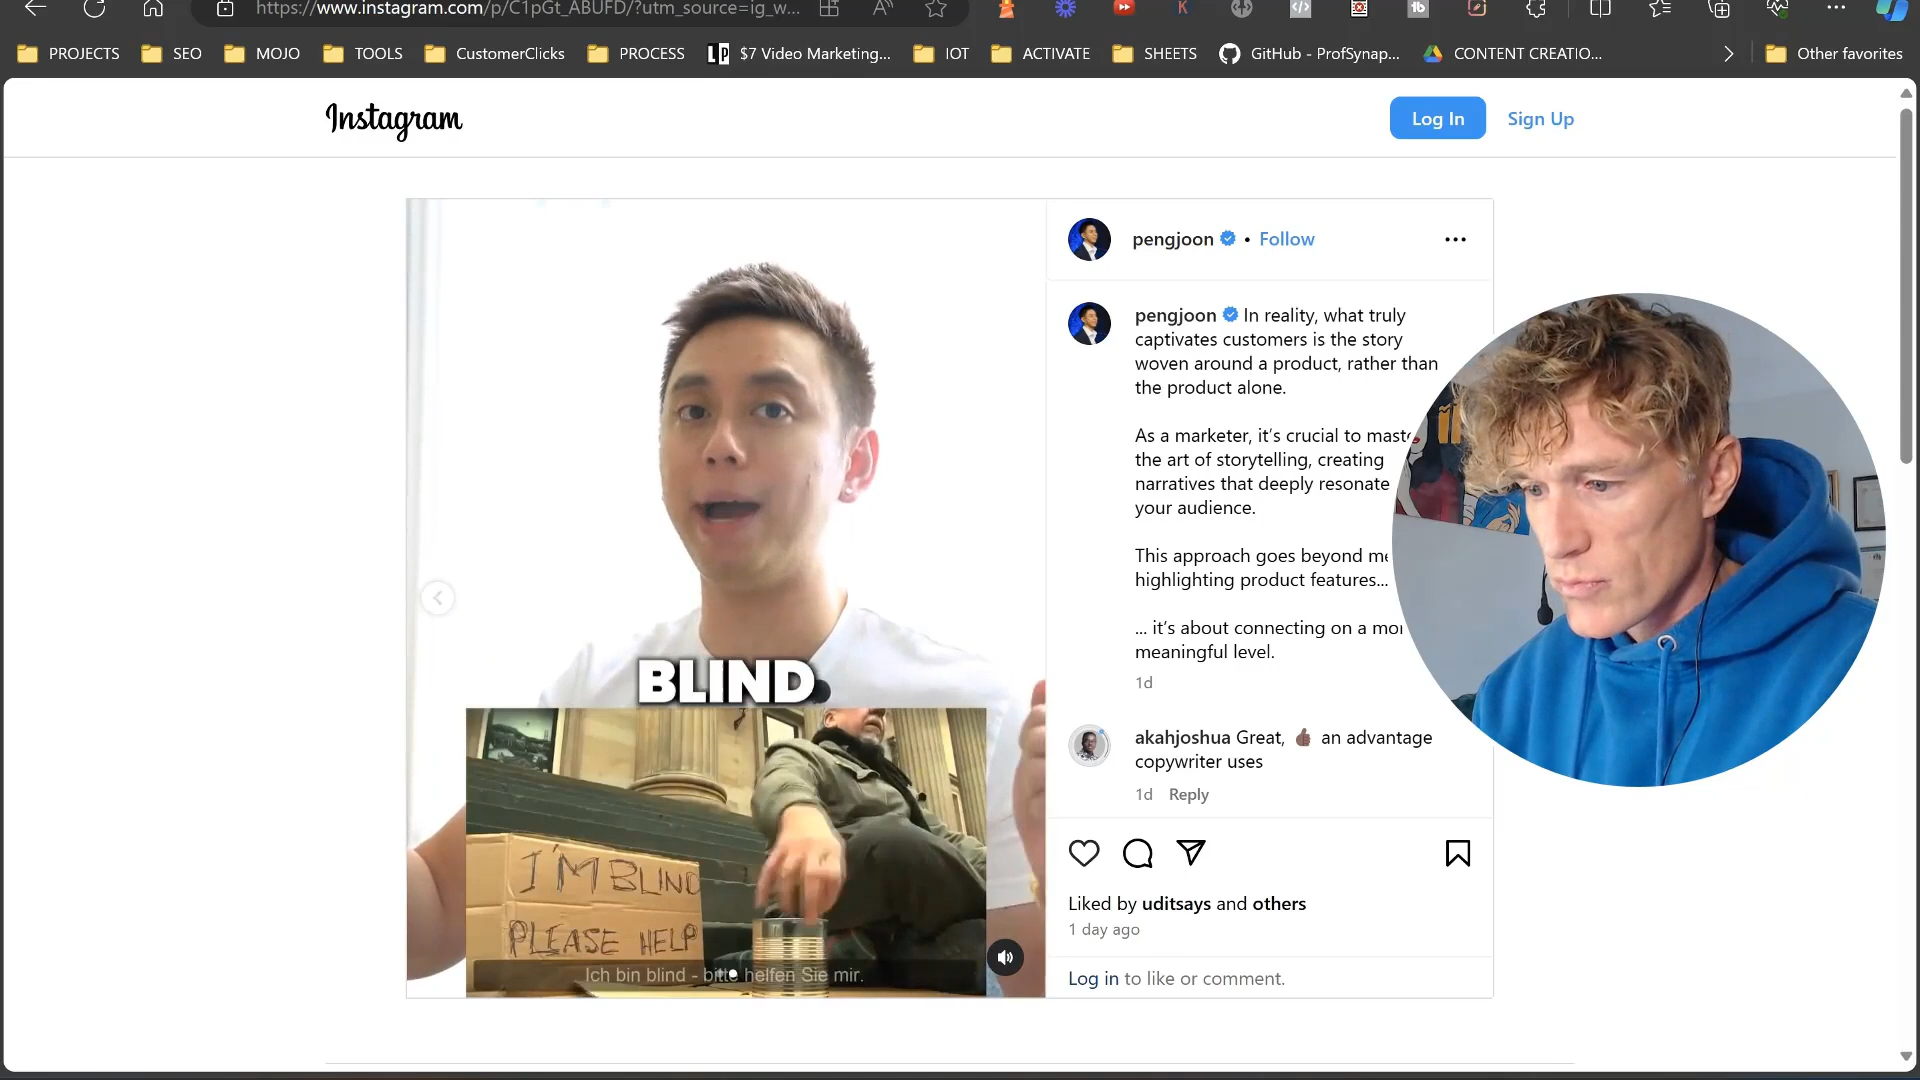 https://www.instagram.com/p/C1pGt_ABUFD/?utm_source=ig_w...
PROJECTS
SEO
MOJO
TOOLS
CustomerClicks
PROCESS
$7 Video Marketing...
IOT
ACTIVATE
SHEETS
GitHub - ProfSynap...
CONTENT CREATIO...
Other favorites
Instagram
Log In
Sign Up
pengjoon • Follow
pengjoon In reality, what truly
captivates customers is the story
woven around a product, rather than
the product alone.
As a marketer, it's crucial to
the art of storytelling, creating
narratives that deeply resonate
your audience.
This approach goes beyond
highlighting product features...
... it's about connecting on a
meaningful level.
1d
akahjoshua Great, 👍🏾 an advantage
copywriter uses
1d Reply
Liked by uditsays and others
1 day ago
Log in to like or comment.
BLIND
I'M BLIND
PLEASE HELP
Ich bin blind - bitte helfen Sie mir.